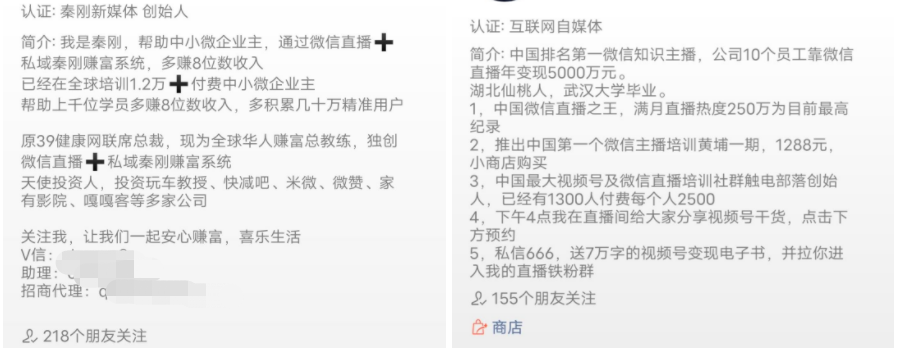 认证: 秦刚新媒体 创始人
简介: 我是秦刚，帮助中小微企业主，通过微信直播➕
私域秦刚赚富系统，多赚8位数收入
已经在全球培训1.2万➕付费中小微企业主
帮助上千位学员多赚8位数收入，多积累几十万精准用户
原39健康网联席总裁，现为全球华人赚富总教练，独创
微信直播➕私域秦刚赚富系统
天使投资人，投资玩车教授、快减吧、米微、微赞、家
有影院、嘎嘎客等多家公司
关注我，让我们一起安心赚富，喜乐生活
V信:
助理:
招商代理: q
218个朋友关注
认证: 互联网自媒体
简介: 中国排名第一微信知识主播，公司10个员工靠微信
直播年变现5000万元。
湖北仙桃人，武汉大学毕业。
1，中国微信直播之王，满月直播热度250万为目前最高
纪录
2，推出中国第一个微信主播培训黄埔一期，1288元，
小商店购买
3，中国最大视频号及微信直播培训社群触电部落创始
人，已经有1300人付费每个人2500
4，下午4点我在直播间给大家分享视频号干货，点击下
方预约
5，私信666，送7万字的视频号变现电子书，并拉你进
入我的直播铁粉群
155个朋友关注
商店